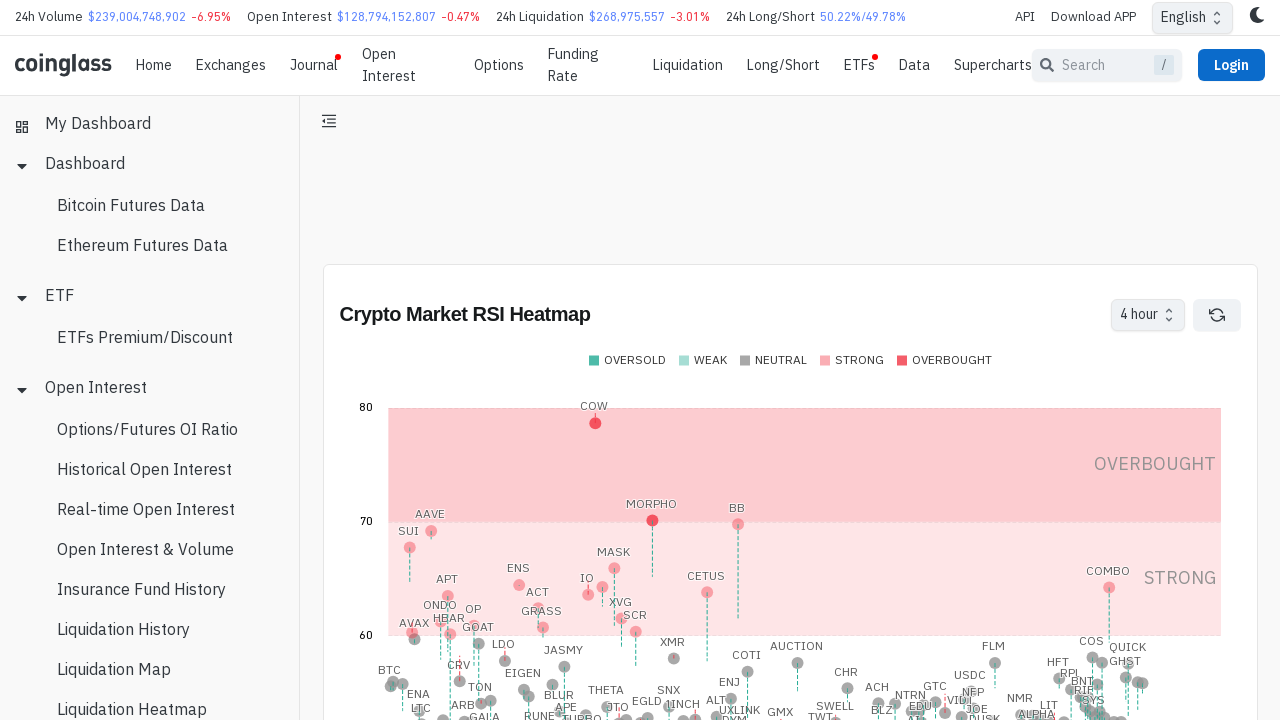 24h Volume $239,004,748,902 -6.95% Open Interest $128,794,152,807 -0.47% 24h Liquidation $268,975,557 -3.01% 24h Long/Short 50.22%/49.78% API Download APP English
coinglass Home Exchanges Journal Open Interest Options Funding Rate Liquidation Long/Short ETFs Data Supercharts Search / Login
My Dashboard
Dashboard
Bitcoin Futures Data
Ethereum Futures Data
ETF
ETFs Premium/Discount
Open Interest
Options/Futures OI Ratio
Historical Open Interest
Real-time Open Interest
Open Interest & Volume
Insurance Fund History
Liquidation History
Liquidation Map
Liquidation Heatmap
Crypto Market RSI Heatmap
4 hour
OVERSOLD WEAK NEUTRAL STRONG OVERBOUGHT
80
COW
OVERBOUGHT
MORPHO
BB
AAVE
70
SUI
MASK
ENS
CETUS
COMBO
STRONG
APT
IO
ACT
ONDO
OP
GRASS
XVG
SCR
AVAX
HBAR
GOAT
60
LDO
JASMY
XMR
COTI
AUCTION
FLM
COS
QUICK
HFT
GHST
BTC
CRV
EIGEN
ENJ
CHR
USDC
RPL
ENA
TON
BLUR
THETA
SNX
ACH
GTC
BNT
LTC
ARB
APE
JTO
EGLD
LINCH
ALT
SWELL
NTRN
NFP
NMR
SYS
GALA
RUNE
TURBO
UXLINK
GMX
TWT
BLZ
EDU
JOE
LIT
ALPHA